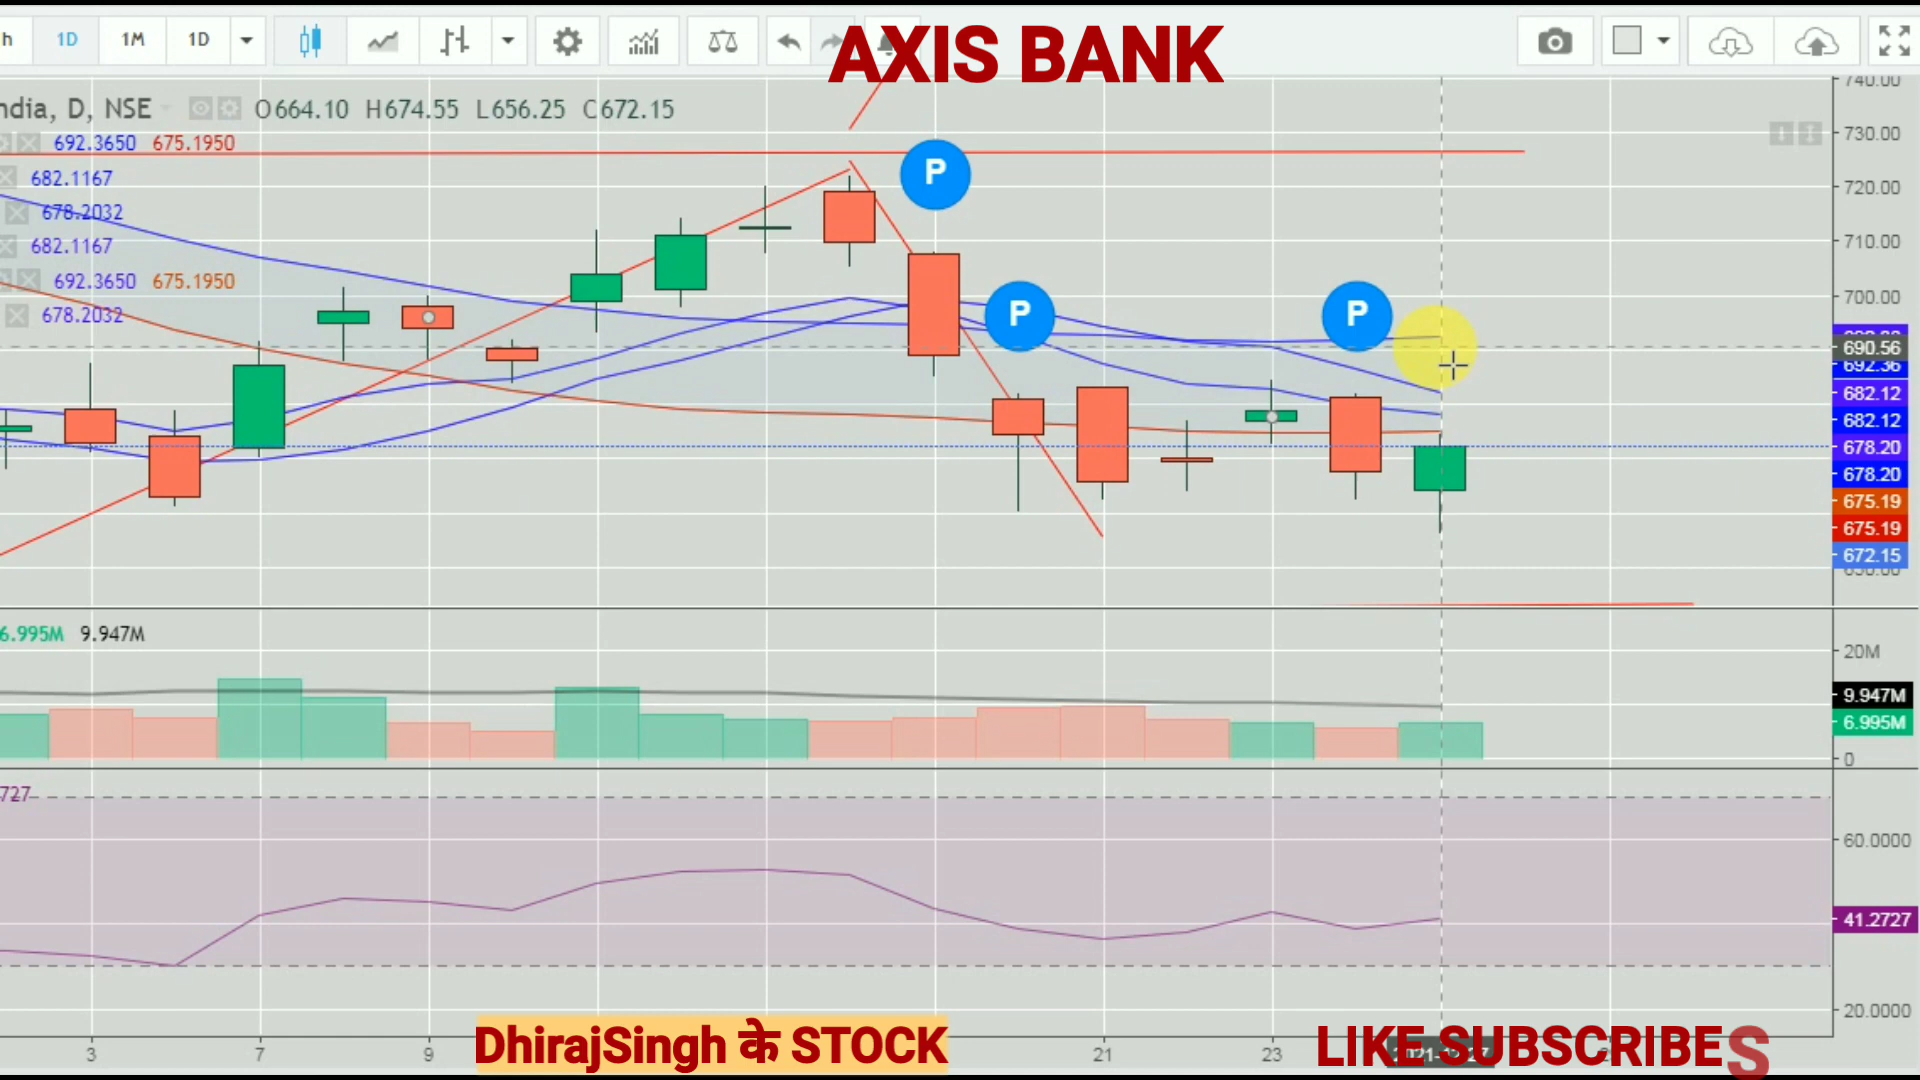 h 1D 1M 1D
AXIS BANK
ndia, D, NSE O664.10 H674.55 L656.25 C672.15
692.3650 675.1950
682.1167
678.2032
682.1167
692.3650 675.1950
678.2032
P
P
P
740.00
730.00
720.00
710.00
700.00
690.56
692.36
682.12
682.12
678.20
678.20
675.19
675.19
672.15
6.995M 9.947M
20M
9.947M
6.995M
0
727
60.0000
41.2727
20.0000
3 7 9 21 23
DhirajSingh के STOCK
LIKE SUBSCRIBE S